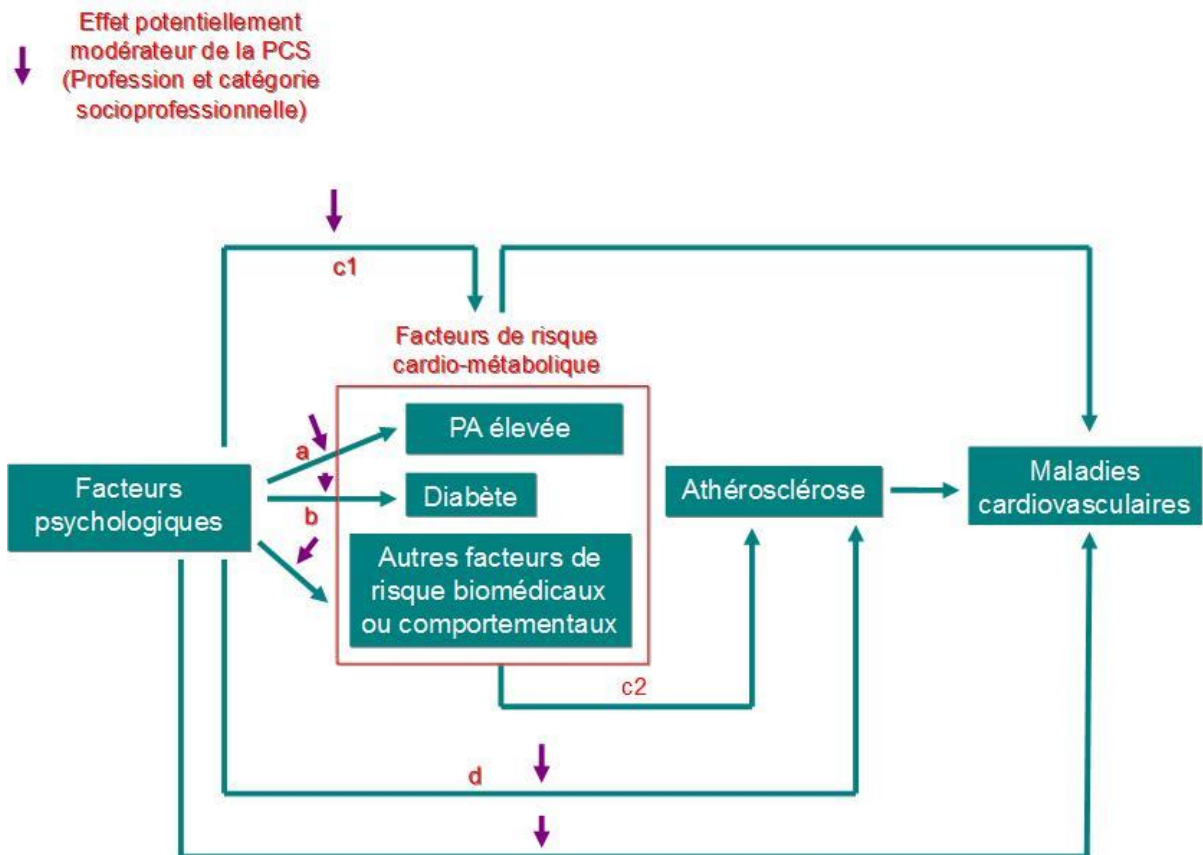 Effet potentiellement
modérateur de la PCS
(Profession et catégorie
socioprofessionnelle)
c1
Facteurs de risque
cardio-métabolique
PA élevée
a
Facteurs
psychologiques
Diabète
b
Athérosclérose
Maladies
cardiovasculaires
Autres facteurs de
risque biomédicaux
ou comportementaux
c2
d